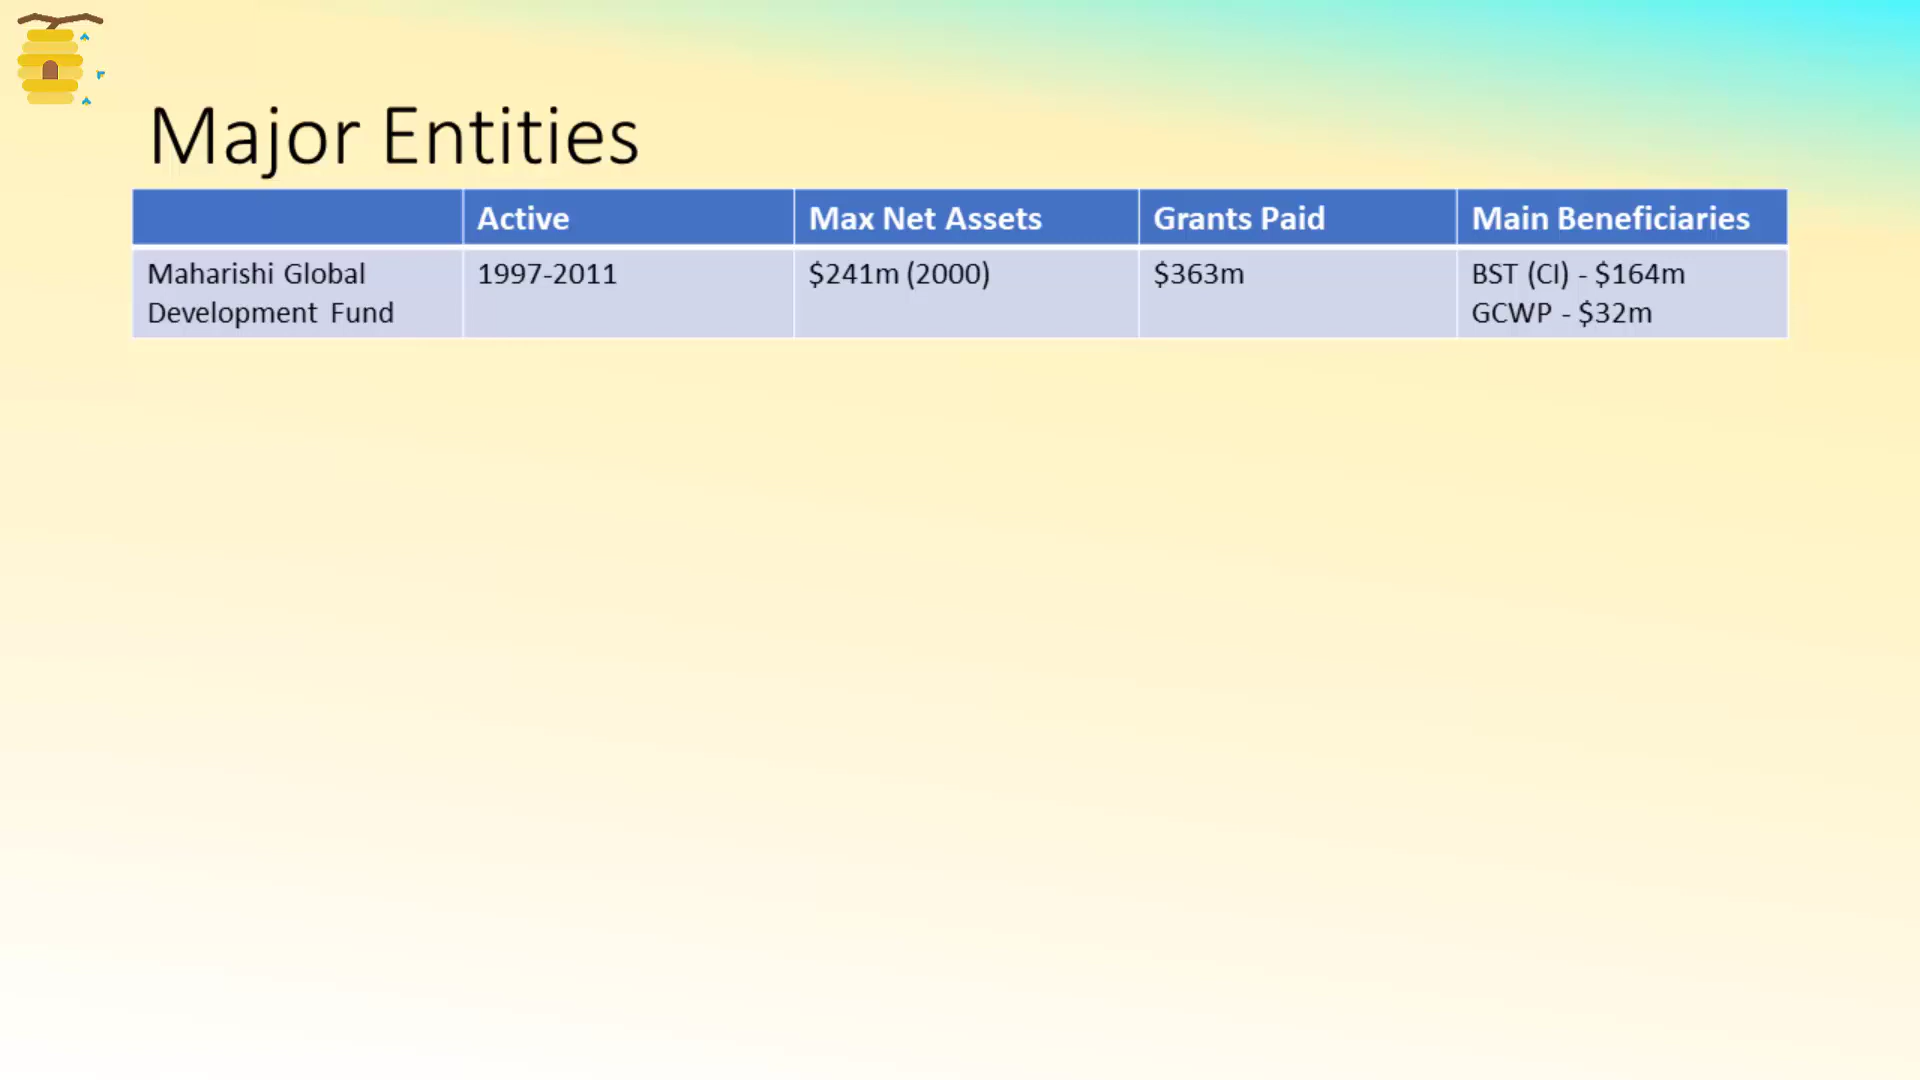 Major Entities
Active Max Net Assets Grants Paid Main Beneficiaries
Maharishi Global 1997-2011 $241m (2000) $363m BST (CI) - $164m
Development Fund GCWP - $32m